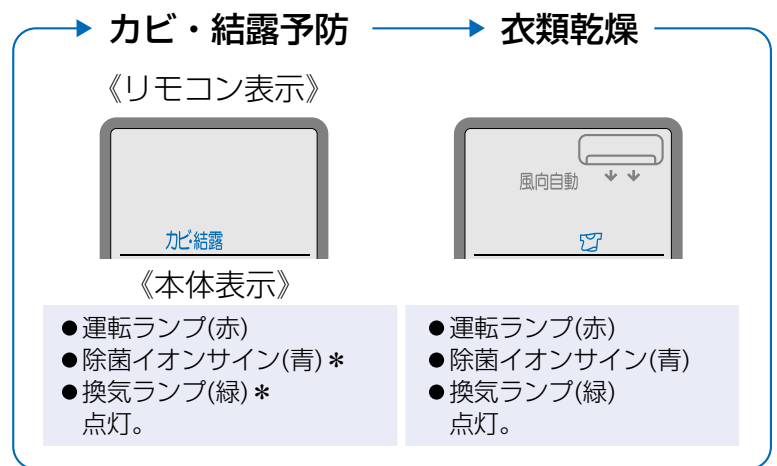 カビ・結露予防
衣類乾燥
《リモコン表示》
カビ・結露
風向自動
《本体表示》
●運転ランプ(赤)
●除菌イオンサイン(青)＊
●換気ランプ(緑)＊
点灯。
●運転ランプ(赤)
●除菌イオンサイン(青)
●換気ランプ(緑)
点灯。